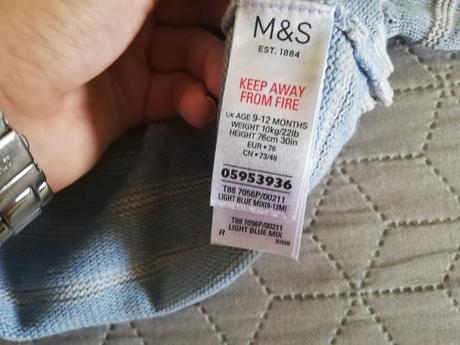 M&S
EST. 1884
KEEP AWAY
FROM FIRE
UK AGE 9-12 MONTHS
WEIGHT 10kg/22lb
HEIGHT 76cm 30in
EUR • 76
CN • 73/48
05953936
T88 7056P/00211
LIGHT BLUE MIX(9-12M)
T88 7056P/00211
LIGHT BLUE MIX
R